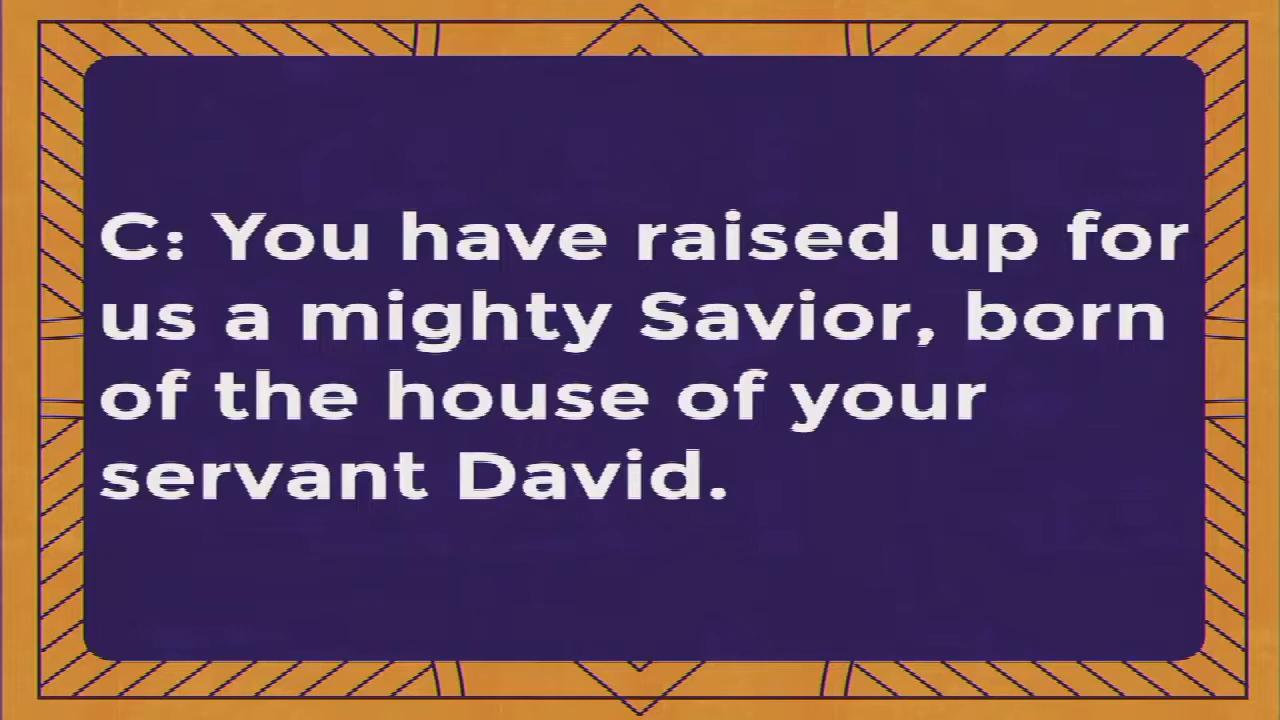 C: You have raised up for
us a mighty Savior, born
of the house of your
servant David.